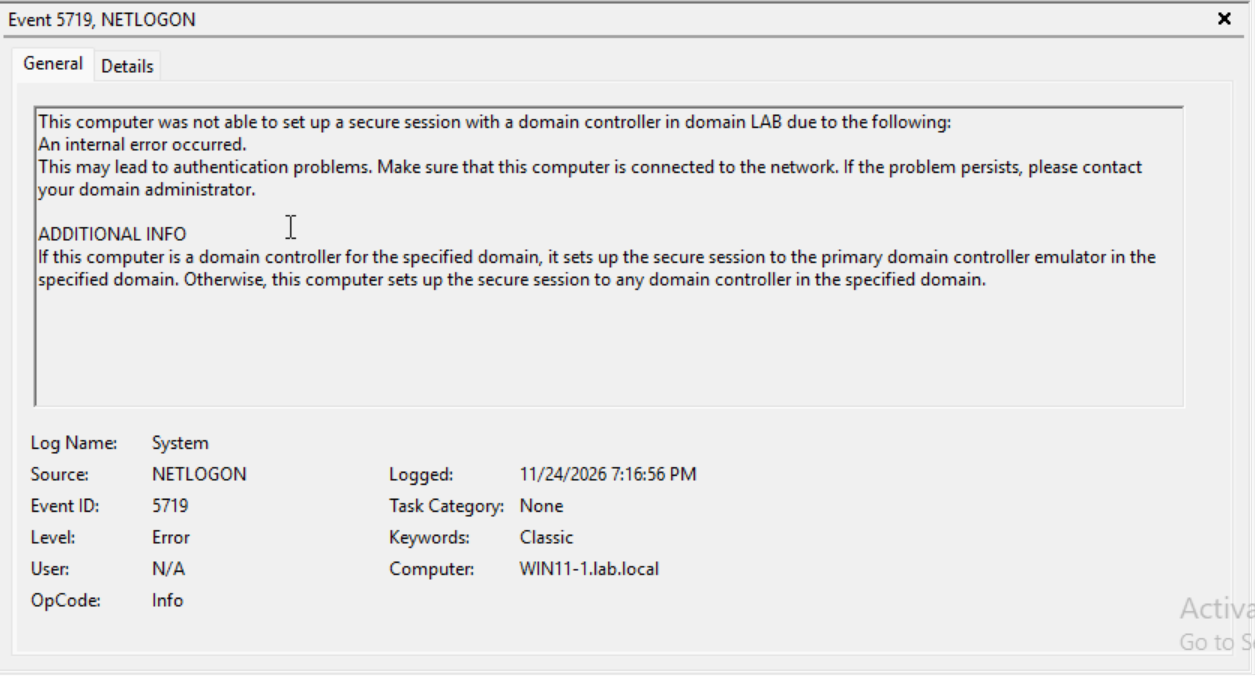 Event 5719, NETLOGON
General
Details
This computer was not able to set up a secure session with a domain controller in domain LAB due to the following:
An internal error occurred.
This may lead to authentication problems. Make sure that this computer is connected to the network. If the problem persists, please contact
your domain administrator.
ADDITIONAL INFO
If this computer is a domain controller for the specified domain, it sets up the secure session to the primary domain controller emulator in the
specified domain. Otherwise, this computer sets up the secure session to any domain controller in the specified domain.
Log Name: System
Source: NETLOGON Logged: 11/24/2026 7:16:56 PM
Event ID: 5719 Task Category: None
Level: Error Keywords: Classic
User: N/A Computer: WIN11-1.lab.local
OpCode: Info
Activa
Go to S